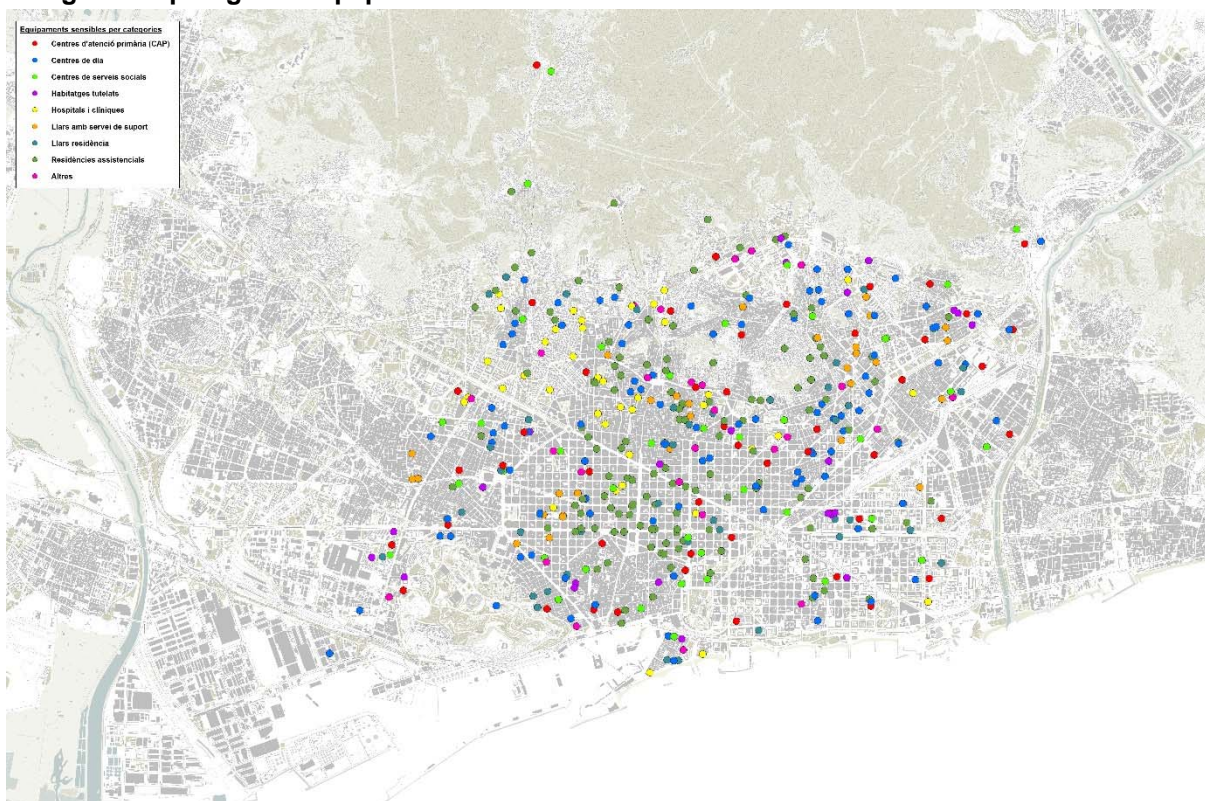 Equipaments sensibles per categories
Centres d'atenció primària (CAP)
Centres de dia
Centres de serveis socials
Habitatges tutelats
Hospitals i clíniques
Llars amb servei de suport
Llars residència
Residències assistencials
Altres